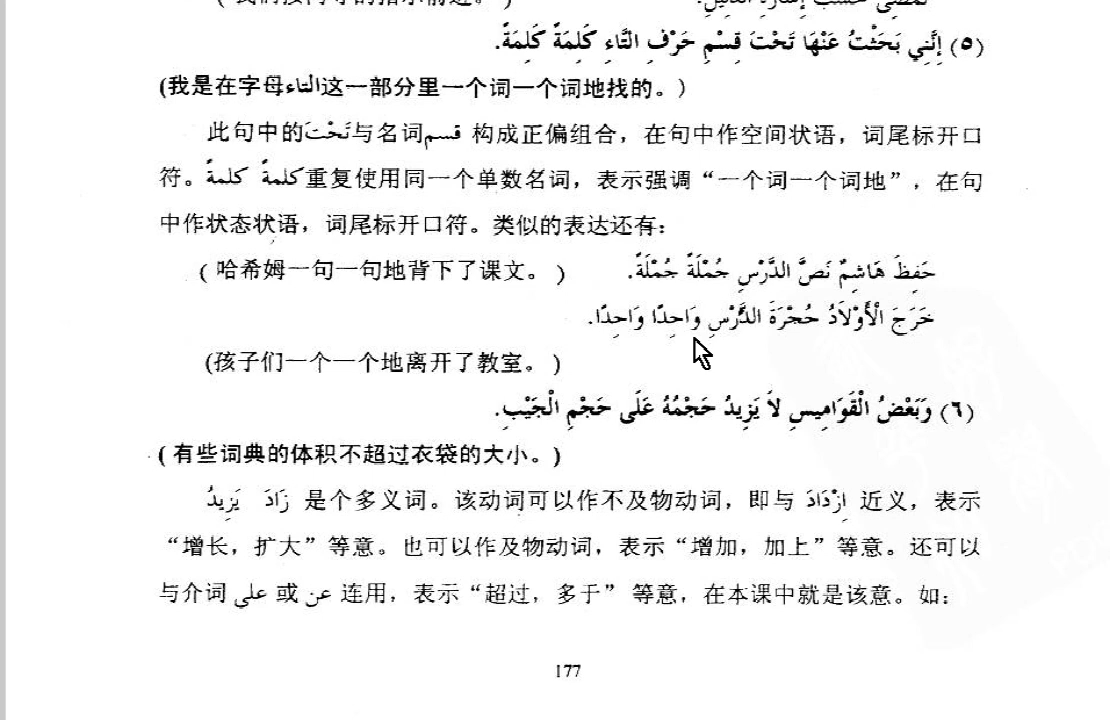 (٥) إِنَّنِي بَحَثْتُ عَنْهَا تَحْتَ قِسْمِ حَرْفِ التَّاءِ كَلِمَةً كَلِمَةً.
(我是在字母التاء这一部分里一个词一个词地找的。)
此句中的تَحْتَ与名词قسم 构成正偏组合，在句中作空间状语，词尾标开口
符。كلمةً كلمةً重复使用同一个单数名词，表示强调“一个词一个词地”，在句
中作状态状语，词尾标开口符。类似的表达还有：
حَفِظَ هَاشِمٌ نَصَّ الدَّرْسِ جُمْلَةً جُمْلَةً. (哈希姆一句一句地背下了课文。)
خَرَجَ الْأَوْلاَدُ حُجْرَةَ الدَّرْسِ وَاحِدًا وَاحِدًا.
(孩子们一个一个地离开了教室。)
(٦) وَبَعْضُ الْقَوَامِيسِ لاَ يَزِيدُ حَجْمُهُ عَلَى حَجْمِ الْجَيْبِ.
(有些词典的体积不超过衣袋的大小。)
زَادَ يَزِيدُ 是个多义词。该动词可以作不及物动词，即与 اِزْدَادَ 近义，表示
“增长，扩大”等意。也可以作及物动词，表示“增加，加上”等意。还可以
与介词 على 或 عن 连用，表示“超过，多于” 等意，在本课中就是该意。如：
177